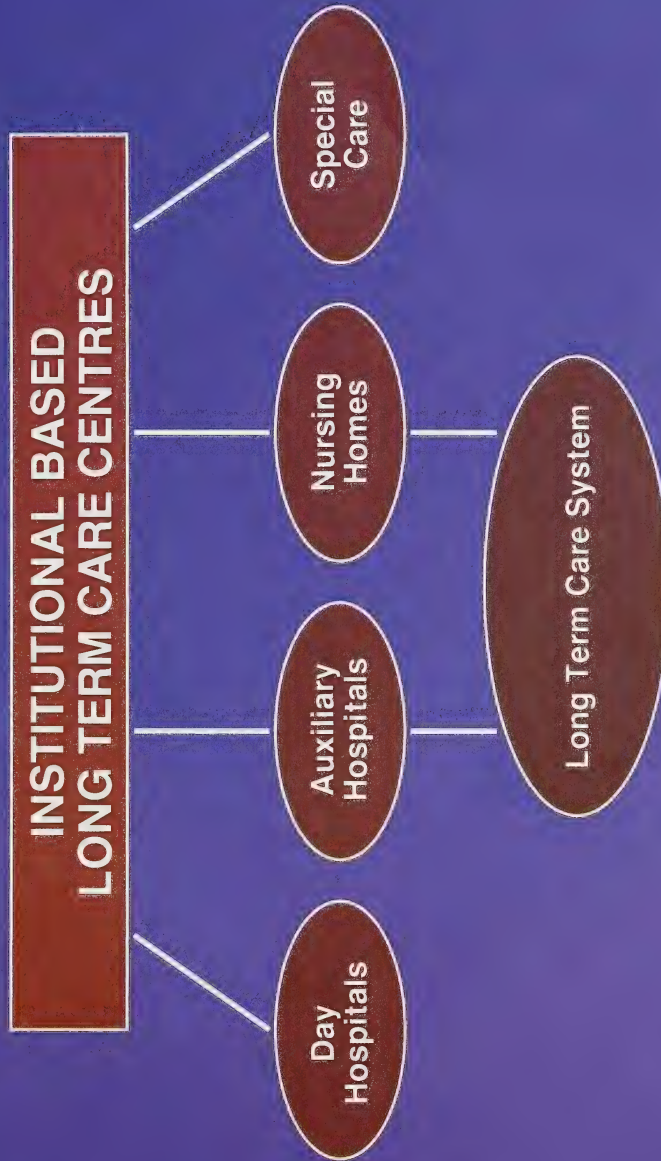 INSTITUTIONAL BASED
LONG TERM CARE CENTRES
Day
Hospitals
Auxiliary
Hospitals
Nursing
Homes
Special
Care
Long Term Care System